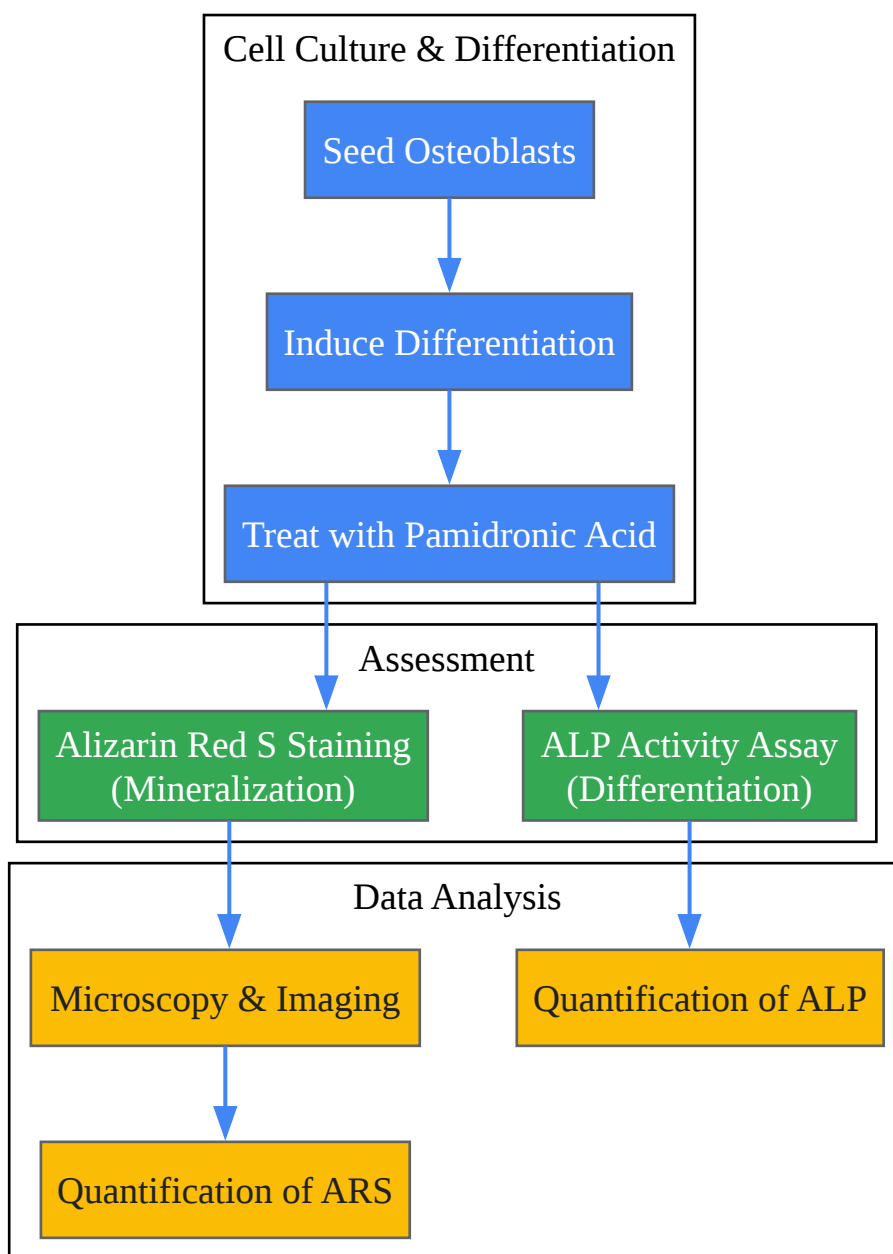 Cell Culture & Differentiation
Seed Osteoblasts
Induce Differentiation
Treat with Pamidronic Acid
Assessment
Alizarin Red S Staining
(Mineralization)
ALP Activity Assay
(Differentiation)
Data Analysis
Microscopy & Imaging
Quantification of ALP
Quantification of ARS